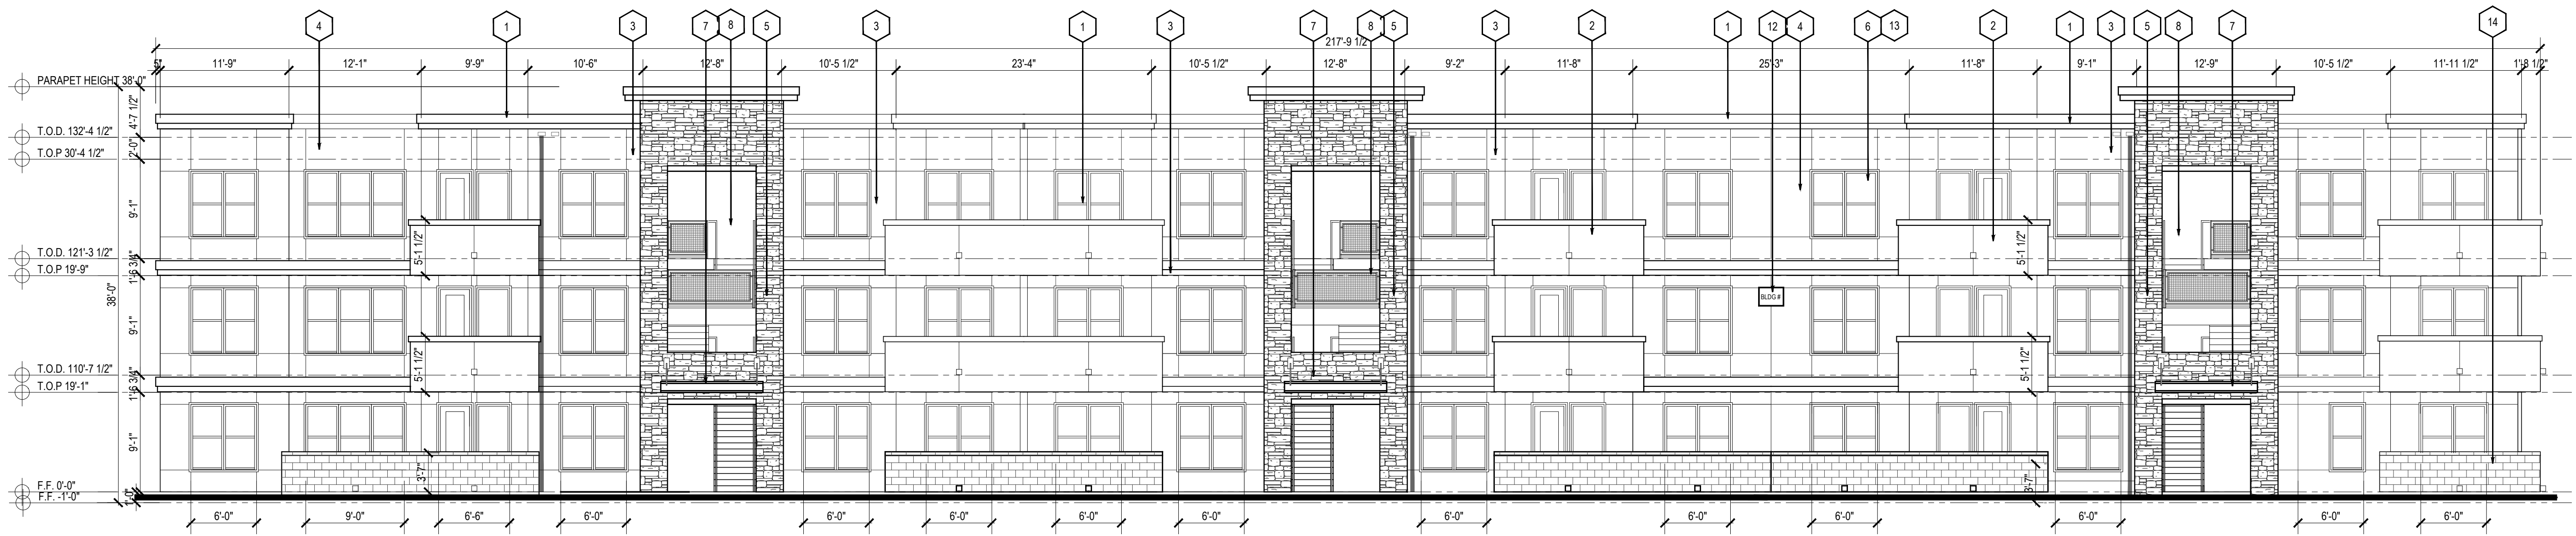 4 1 3 7 8 5 3 1 3 7 8 5 3 2 1 12 4 6 13 2 1 3 5 8 7 14
217'-9 1/2"
5" 11'-9" 12'-1" 9'-9" 10'-6" 12'-8" 10'-5 1/2" 23'-4" 10'-5 1/2" 12'-8" 9'-2" 11'-8" 25'-3" 11'-8" 9'-1" 12'-9" 10'-5 1/2" 11'-11 1/2" 1'-8 1/2"
PARAPET HEIGHT 38'-0"
4'-7 1/2"
T.O.D. 132'-4 1/2"
2'-0"
T.O.P 30'-4 1/2"
9'-1"
5'-1 1/2" 5'-1 1/2"
T.O.D. 121'-3 1/2"
1'-6 3/4"
T.O.P 19'-9"
38'-0"
BLDG #
9'-1"
5'-1 1/2" 5'-1 1/2"
T.O.D. 110'-7 1/2"
1'-6 3/4"
T.O.P 19'-1"
9'-1"
3'-7" 3'-7"
F.F. 0'-0"
F.F. -1'-0"
6'-0" 9'-0" 6'-6" 6'-0" 6'-0" 6'-0" 6'-0" 6'-0" 6'-0" 6'-0" 6'-0" 6'-0" 6'-0" 6'-0"